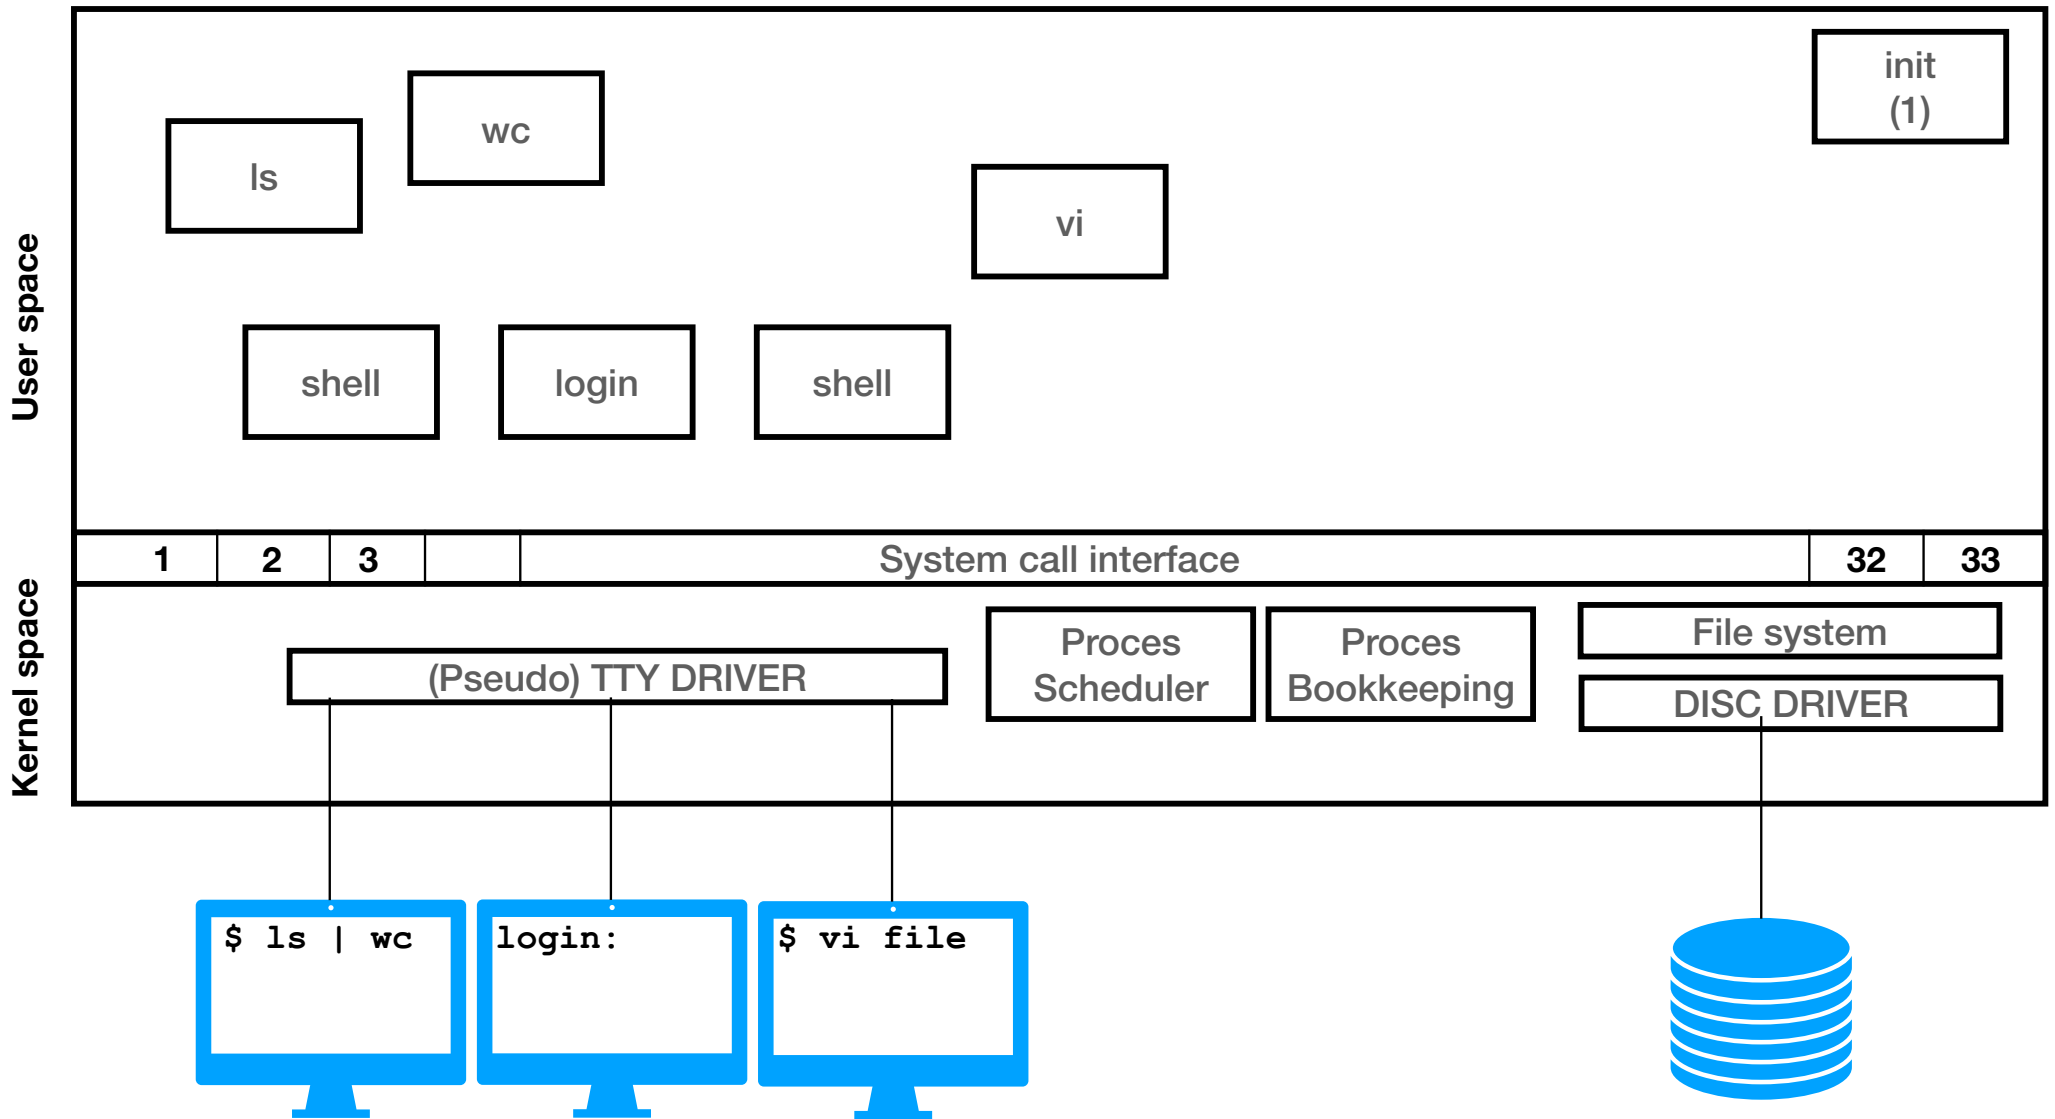 init
(1)
wc
ls
vi
User space
shell
login
shell
1
2
3
System call interface
32
33
Kernel space
(Pseudo) TTY DRIVER
Proces
Scheduler
Proces
Bookkeeping
File system
DISC DRIVER
$ ls | wc
login:
$ vi file